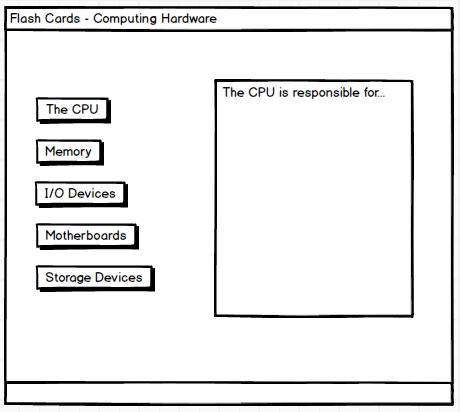 Flash Cards - Computing Hardware
The CPU
Memory
I/O Devices
Motherboards
Storage Devices
The CPU is responsible for...